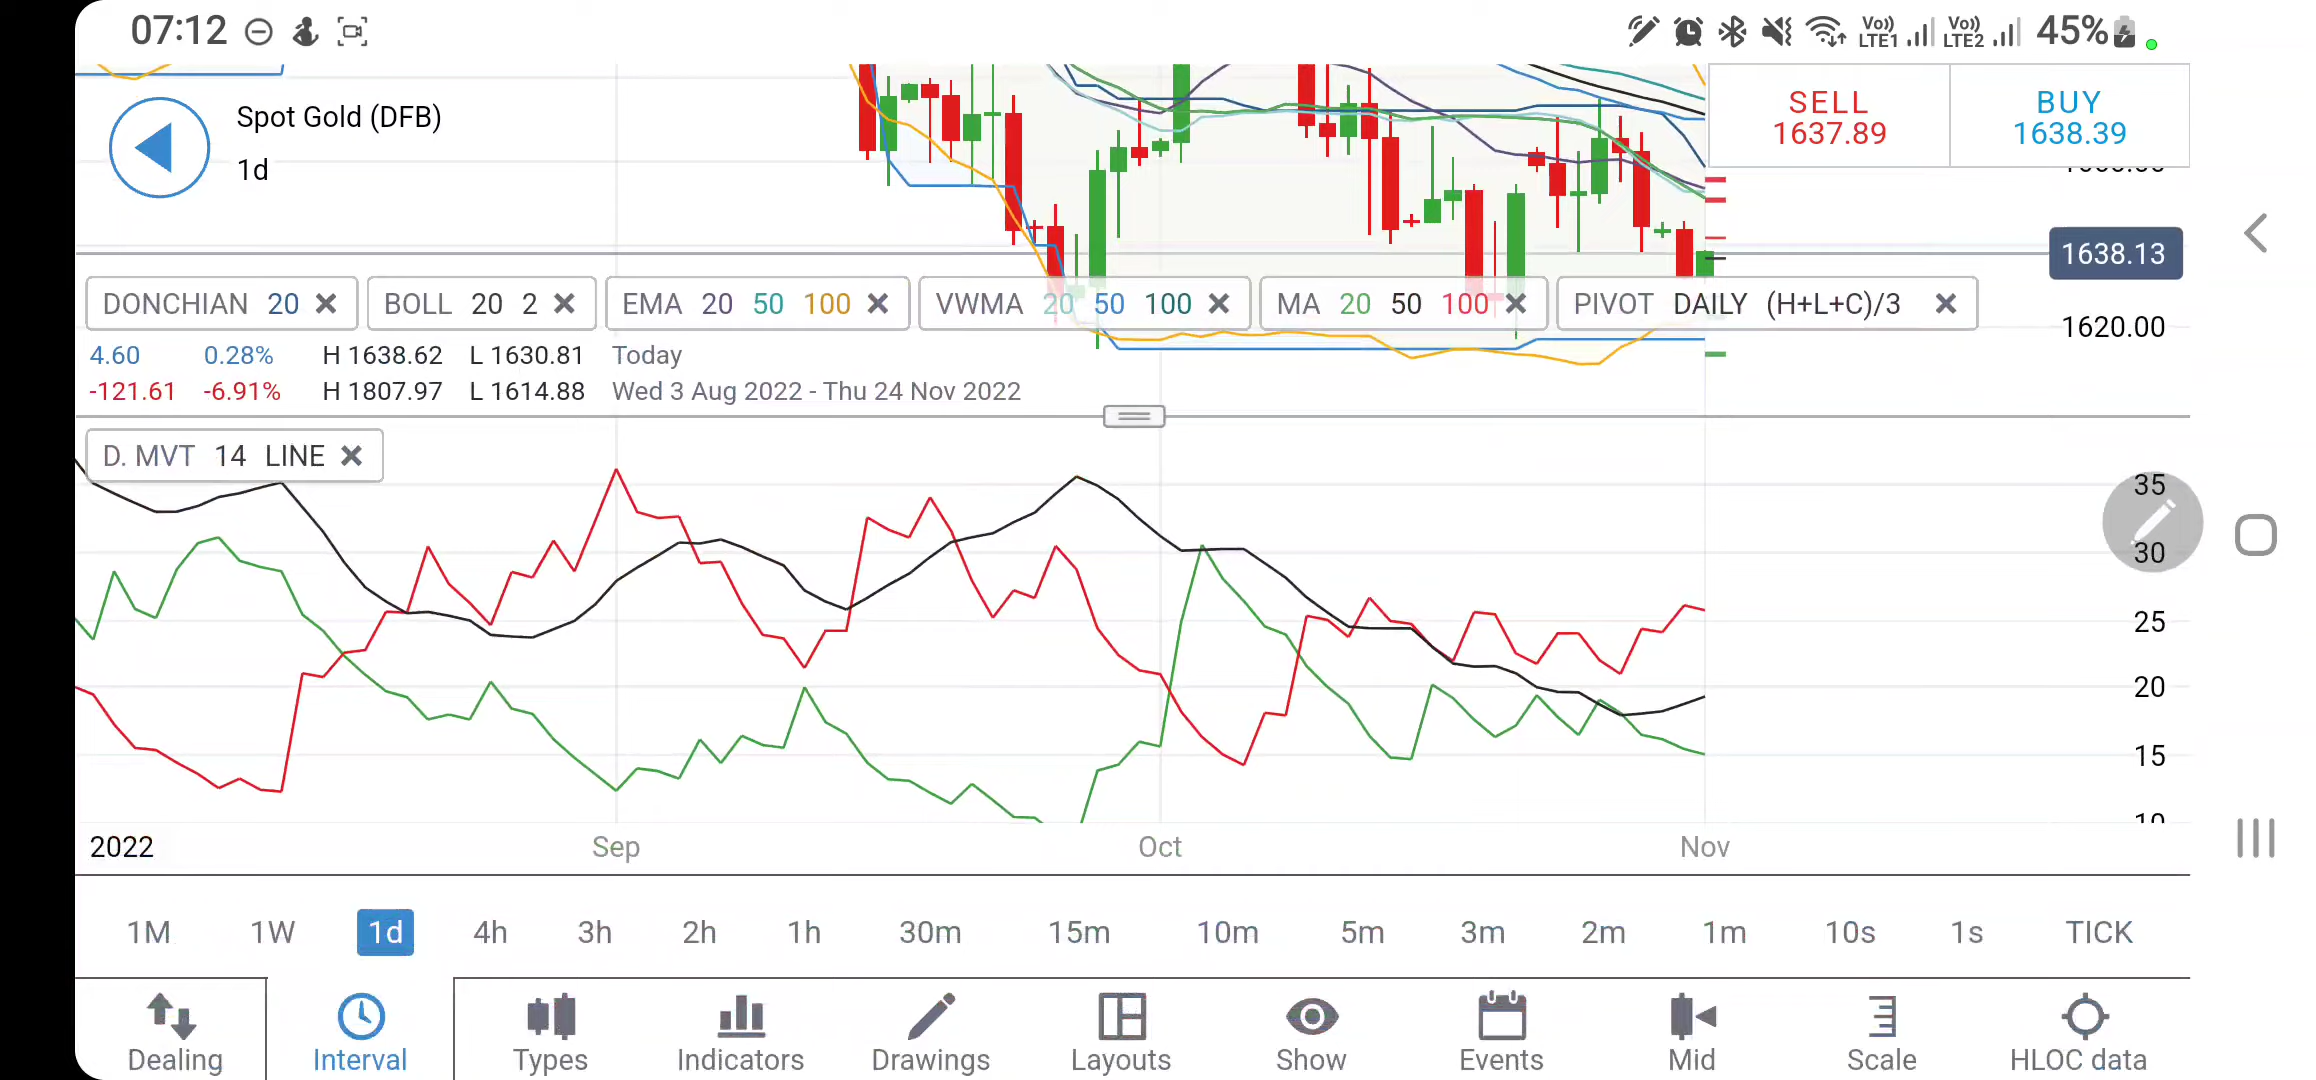 07:12
Vo)) LTE1 Vo)) LTE2 45%
Spot Gold (DFB)
1d
SELL BUY
1637.89 1638.39
1638.13
DONCHIAN 20 BOLL 20 2 EMA 20 50 100 VWMA 20 50 100 MA 20 50 100 PIVOT DAILY (H+L+C)/3
1620.00
4.60 0.28% H 1638.62 L 1630.81 Today
-121.61 -6.91% H 1807.97 L 1614.88 Wed 3 Aug 2022 - Thu 24 Nov 2022
D. MVT 14 LINE
35
30
25
20
15
10
2022 Sep Oct Nov
1M 1W 1d 4h 3h 2h 1h 30m 15m 10m 5m 3m 2m 1m 10s 1s TICK
Dealing Interval Types Indicators Drawings Layouts Show Events Mid Scale HLOC data